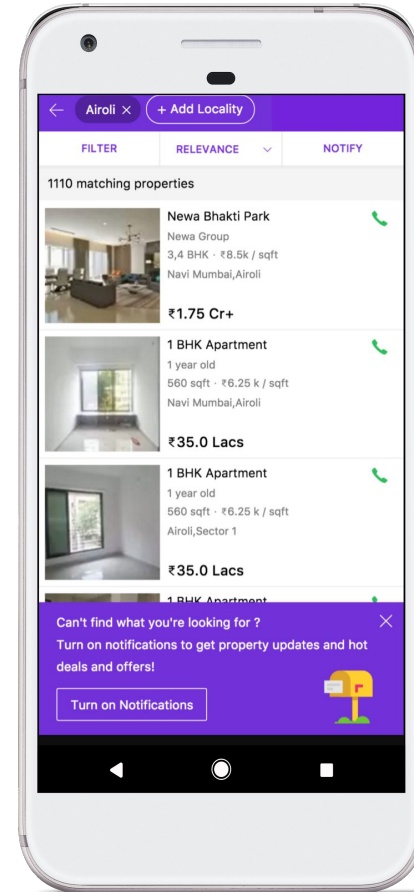 Airoli ×
+ Add Locality
FILTER
RELEVANCE
NOTIFY
1110 matching properties
Newa Bhakti Park
Newa Group
3,4 BHK · ₹8.5k / sqft
Navi Mumbai,Airoli
₹1.75 Cr+
1 BHK Apartment
1 year old
560 sqft · ₹6.25 k / sqft
Navi Mumbai,Airoli
₹35.0 Lacs
1 BHK Apartment
1 year old
560 sqft · ₹6.25 k / sqft
Airoli,Sector 1
₹35.0 Lacs
1 BHK Apartment
Can't find what you're looking for ?
Turn on notifications to get property updates and hot
deals and offers!
Turn on Notifications